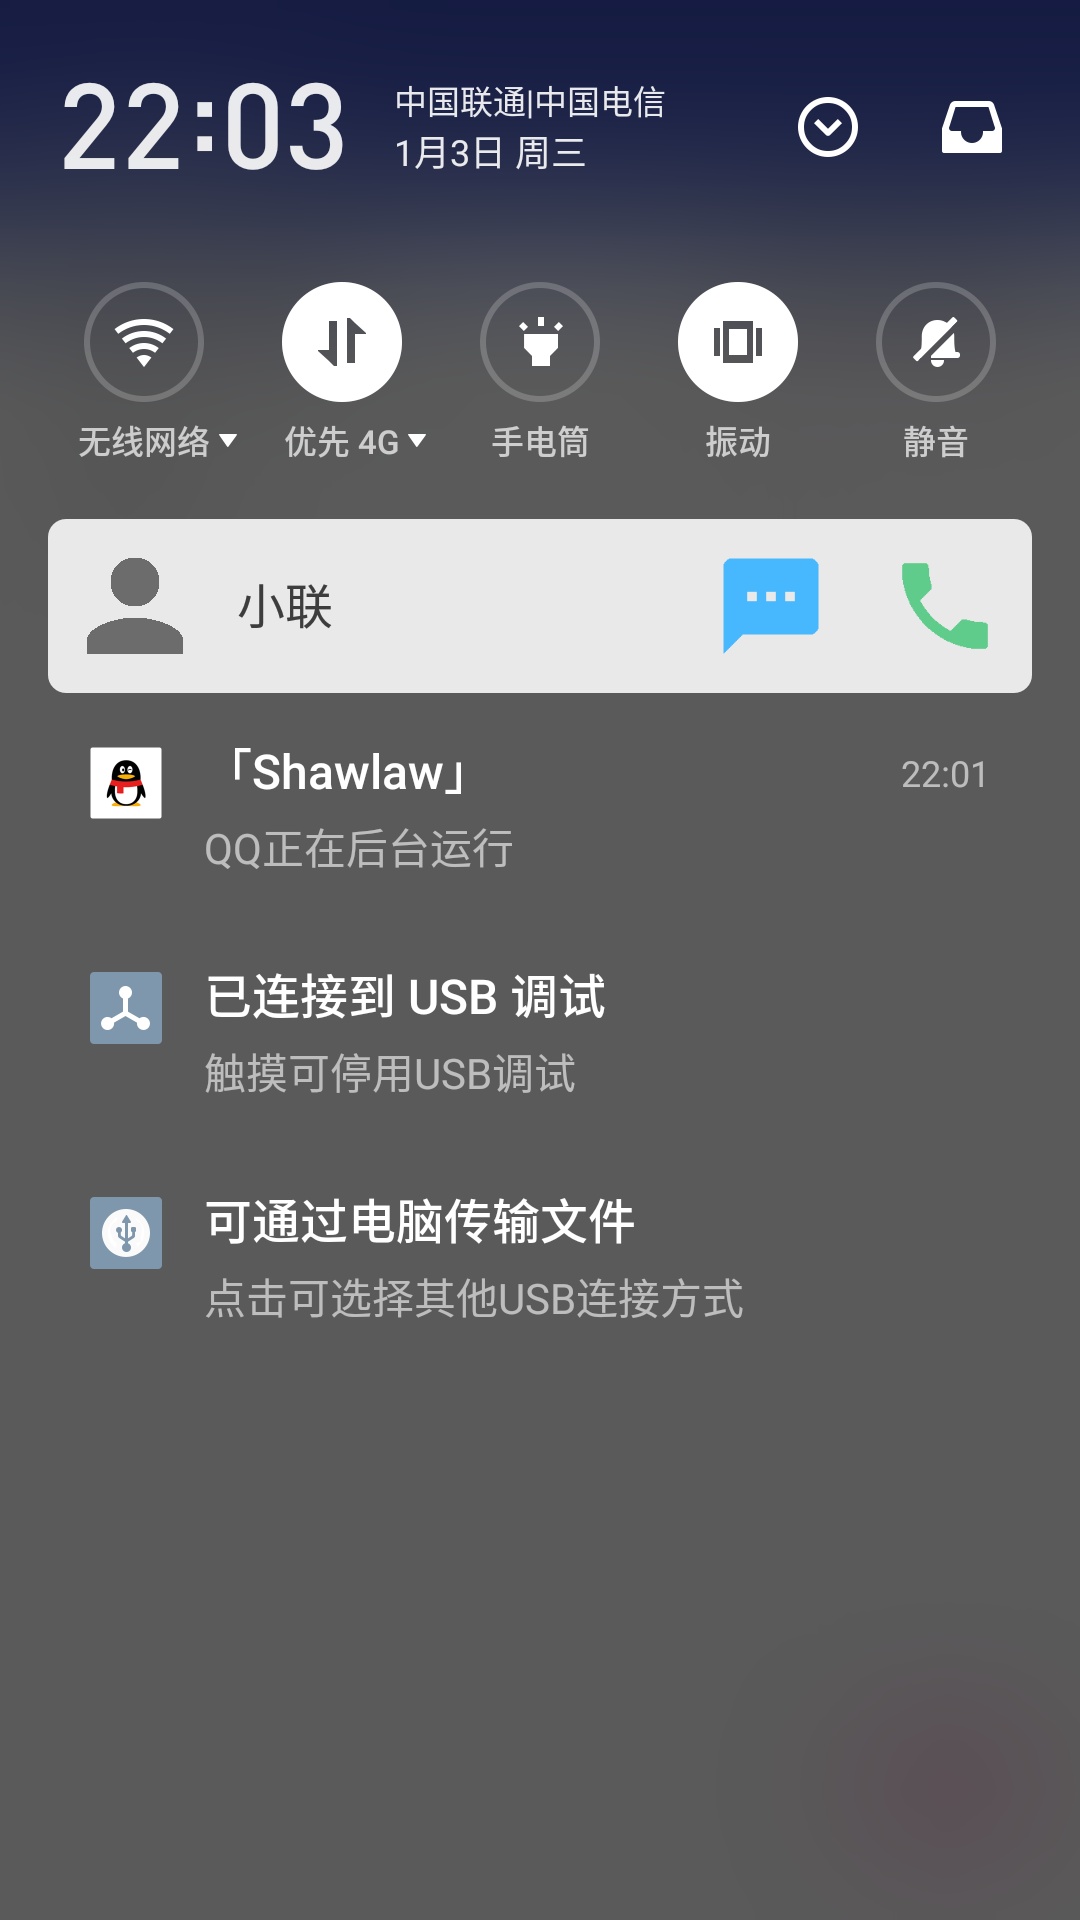 22:03
中国联通|中国电信
1月3日 周三
无线网络
优先 4G
手电筒
振动
静音
小联
「Shawlaw」
22:01
QQ正在后台运行
已连接到 USB 调试
触摸可停用USB调试
可通过电脑传输文件
点击可选择其他USB连接方式